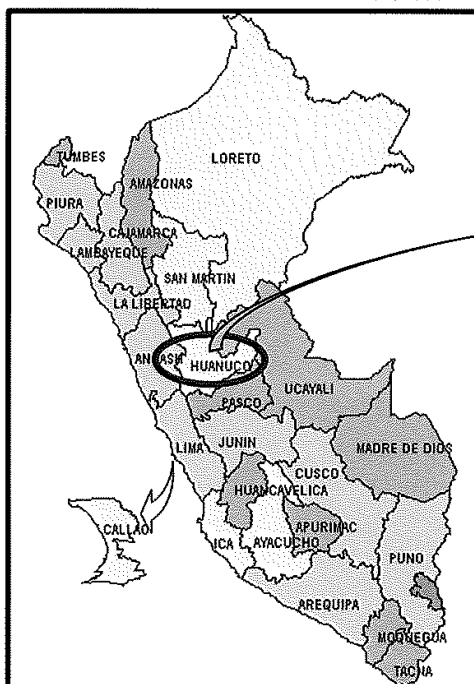 TUMBES
LORETO
AMAZONAS
PIURA
CAJAMARCA
LAMBAYEQUE
SAN MARTIN
LA LIBERTAD
ANCASH
HUANUCO
UCAYALI
PASCO
LIMA
JUNIN
MADRE DE DIOS
CUSCO
HUANCAVELICA
CALLAO
APURIMAC
ICA
AYACUCHO
PUNO
AREQUIPA
MOQUEGUA
TACNA